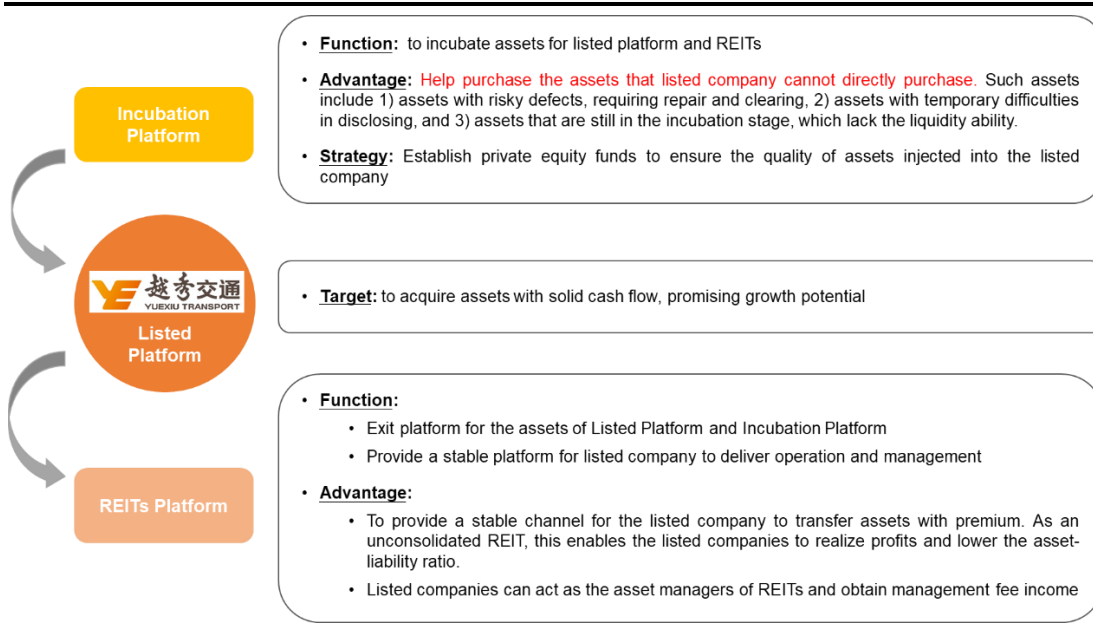 • Function: to incubate assets for listed platform and REITs
• Advantage: Help purchase the assets that listed company cannot directly purchase. Such assets
include 1) assets with risky defects, requiring repair and clearing, 2) assets with temporary difficulties
in disclosing, and 3) assets that are still in the incubation stage, which lack the liquidity ability.
• Strategy: Establish private equity funds to ensure the quality of assets injected into the listed
company
Incubation
Platform
YE 越秀交通
YUEXIU TRANSPORT
Listed
Platform
• Target: to acquire assets with solid cash flow, promising growth potential
REITs Platform
• Function:
• Exit platform for the assets of Listed Platform and Incubation Platform
• Provide a stable platform for listed company to deliver operation and management
• Advantage:
• To provide a stable channel for the listed company to transfer assets with premium. As an
unconsolidated REIT, this enables the listed companies to realize profits and lower the asset-
liability ratio.
• Listed companies can act as the asset managers of REITs and obtain management fee income